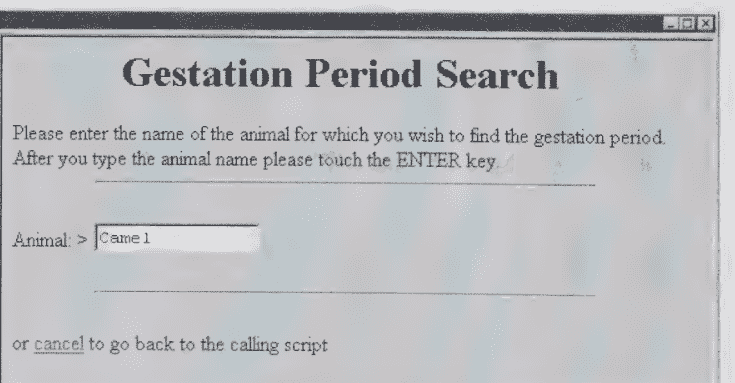 Gestation Period Search
Please enter the name of the animal for which you wish to find the gestation period.
After you type the animal name please touch the ENTER key.
Animal: > Camel
or cancel to go back to the calling script